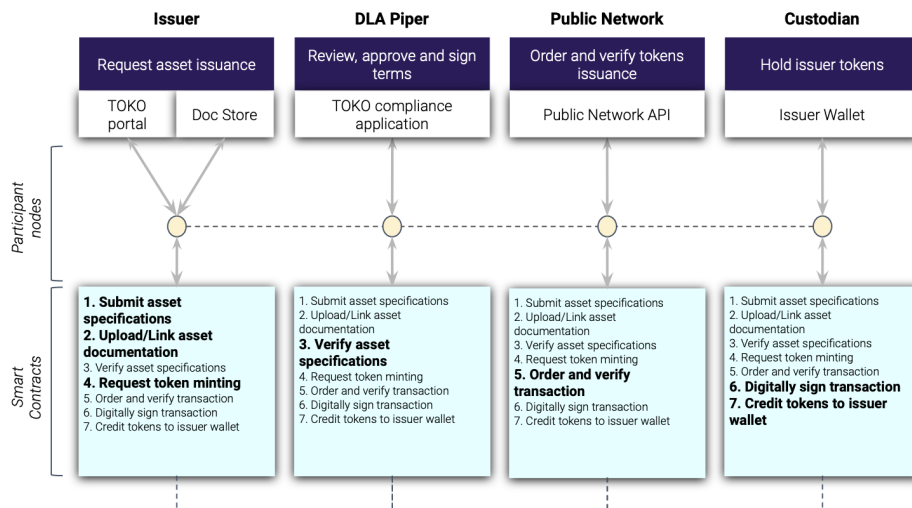 Issuer
DLA Piper
Public Network
Custodian
Request asset issuance
Review, approve and sign
terms
Order and verify tokens
issuance
Hold issuer tokens
TOKO
portal
Doc Store
TOKO compliance
application
Public Network API
Issuer Wallet
Participant
nodes
Smart
Contracts
1. Submit asset
specifications
2. Upload/Link asset
documentation
3. Verify asset specifications
4. Request token minting
5. Order and verify transaction
6. Digitally sign transaction
7. Credit tokens to issuer wallet
1. Submit asset specifications
2. Upload/Link asset
documentation
3. Verify asset
specifications
4. Request token minting
5. Order and verify transaction
6. Digitally sign transaction
7. Credit tokens to issuer wallet
1. Submit asset specifications
2. Upload/Link asset
documentation
3. Verify asset specifications
4. Request token minting
5. Order and verify
transaction
6. Digitally sign transaction
7. Credit tokens to issuer wallet
1. Submit asset specifications
2. Upload/Link asset
documentation
3. Verify asset specifications
4. Request token minting
5. Order and verify transaction
6. Digitally sign transaction
7. Credit tokens to issuer
wallet